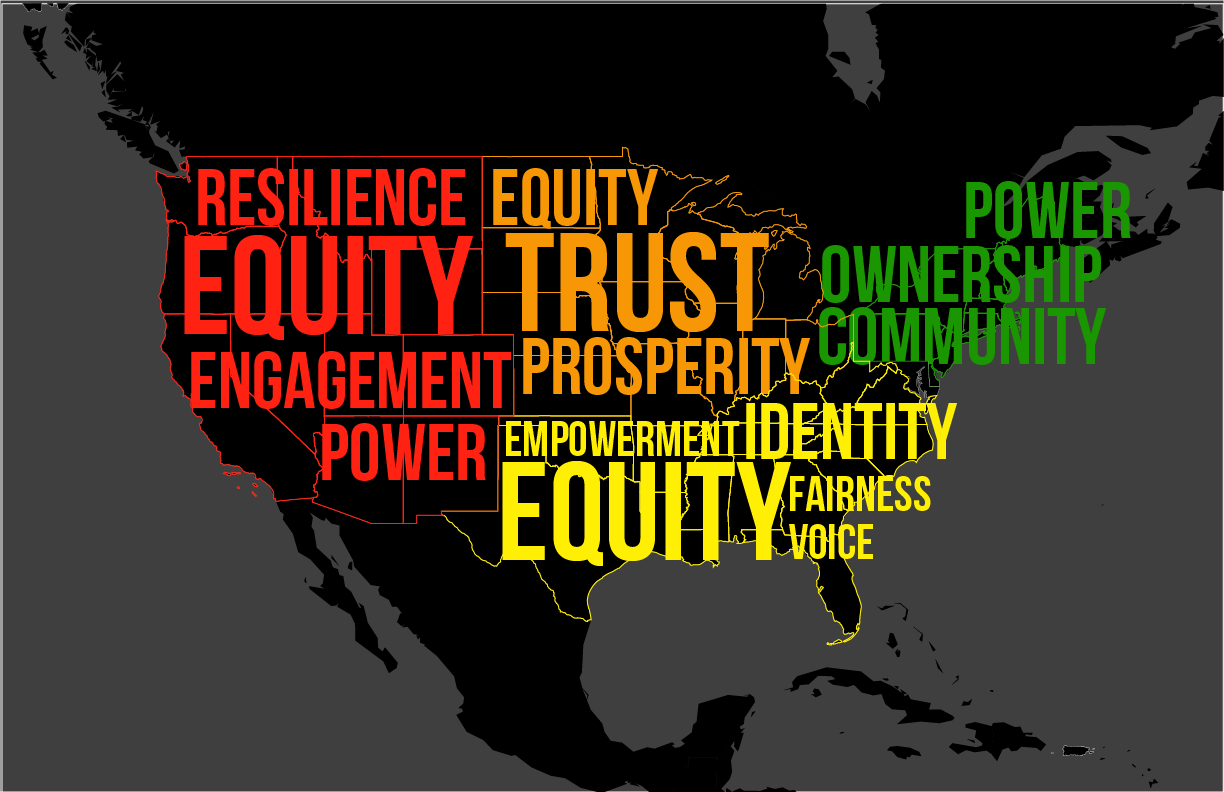 RESILIENCE
EQUITY
ENGAGEMENT
POWER
EQUITY
TRUST
PROSPERITY
POWER
OWNERSHIP
COMMUNITY
EMPOWERMENT
IDENTITY
EQUITY
FAIRNESS
VOICE